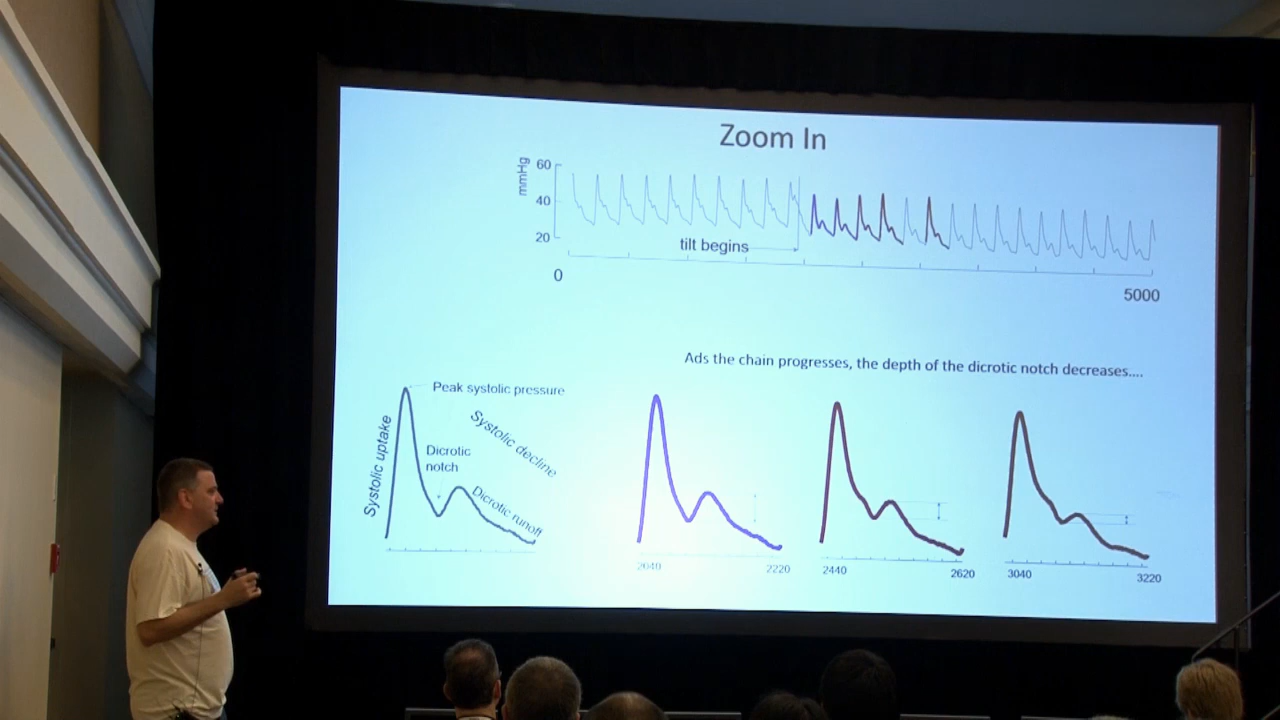 Zoom In
mmHg
60
40
20
tilt begins
0
5000
Ads the chain progresses, the depth of the dicrotic notch decreases....
Peak systolic pressure
Systolic uptake
Systolic decline
Dicrotic
notch
Dicrotic runoff
2040
2220
2440
2620
3040
3220